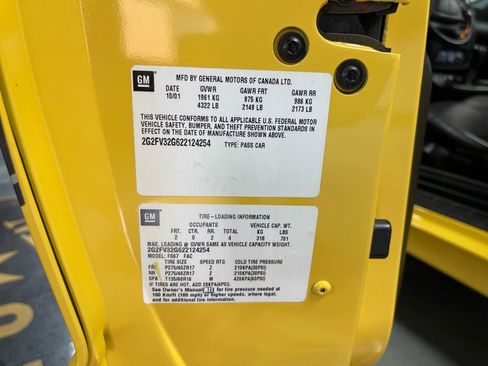 GM
MFD BY GENERAL MOTORS OF CANADA LTD.
DATE GVWR GAWR FRT GAWR RR
10/01 1961 KG 975 KG 986 KG
4322 LB 2149 LB 2173 LB
THIS VEHICLE CONFORMS TO ALL APPLICABLE U.S. FEDERAL MOTOR
VEHICLE SAFETY, BUMPER, AND THEFT PREVENTION STANDARDS IN
EFFECT ON THE DATE OF MANUFACTURE SHOWN ABOVE.
2G2FV32G622124254 TYPE: PASS CAR
GM
TIRE-LOADING INFORMATION
OCCUPANTS VEHICLE CAP. WT.
FRT. CTR. RR. TOTAL KG LBS
2 0 2 4 318 701
MAX. LOADING @ GVWR SAME AS VEHICLE CAPACITY WEIGHT.
2G2FV32G622124254
MODEL: FS67 FAC
TIRE SIZE SPEED RTG COLD TIRE PRESSURE
FRT P275/40ZR17 Z 210KPA(30PSI)
RR P275/40ZR17 Z 210KPA(30PSI)
SPA T135/80R16 M 420KPA(60PSI)
IF TIRES ARE HOT, ADD 28KPA(4PSI)
See Owner's Manual for tire pressure needed at
160 Km/H (100 mph) or higher speeds, where legal,
and for additional information.